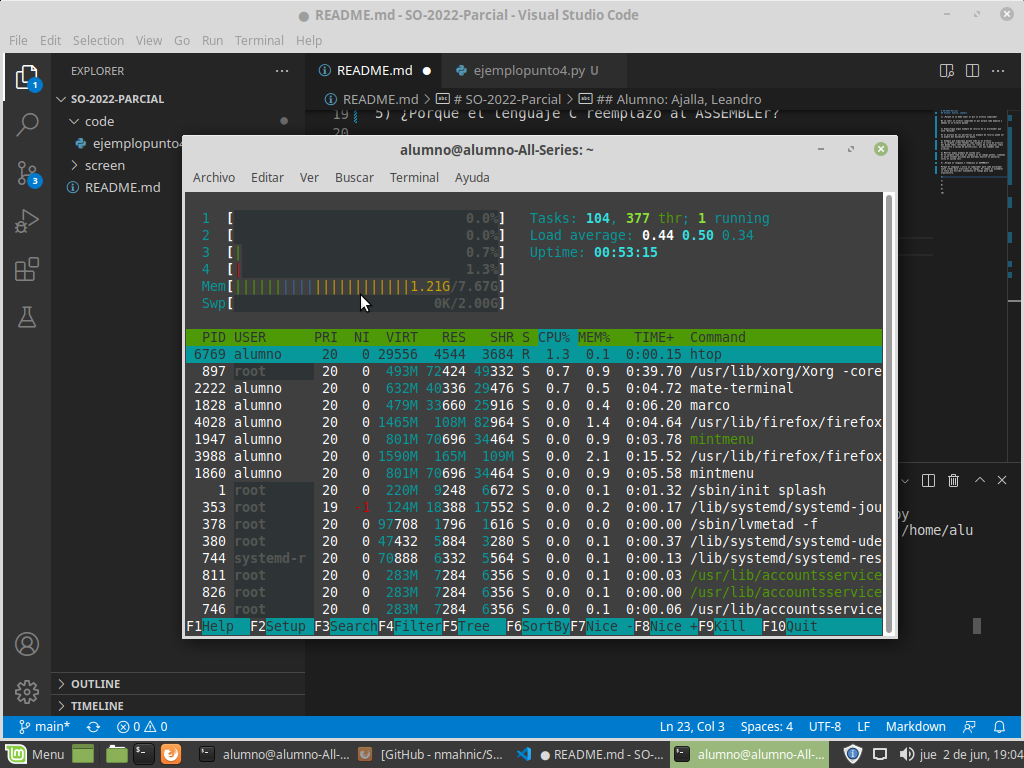 README.md - SO-2022-Parcial - Visual Studio Code
File Edit Selection View Go Run Terminal Help
EXPLORER
README.md
ejemplopunto4.py U
SO-2022-PARCIAL
README.md > # SO-2022-Parcial > ## Alumno: Ajalla, Leandro
code
19 5) ¿Porque el lenguaje C reemplazo al ASSEMBLEr?
20
ejemplopunto4
screen
README.md
1
3
alumno@alumno-All-Series: ~
Archivo Editar Ver Buscar Terminal Ayuda
1 [ 0.0%] Tasks: 104, 377 thr; 1 running
2 [ 0.0%] Load average: 0.44 0.50 0.34
3 [| 0.7%] Uptime: 00:53:15
4 [| 1.3%]
Mem[||||||||||||||||||||||1.21G/7.67G]
Swp[ 0K/2.00G]
PID USER PRI NI VIRT RES SHR S CPU% MEM% TIME+ Command
6769 alumno 20 0 29556 4544 3684 R 1.3 0.1 0:00.15 htop
897 root 20 0 493M 72424 49332 S 0.7 0.9 0:39.70 /usr/lib/xorg/Xorg -core
2222 alumno 20 0 632M 40336 29476 S 0.7 0.5 0:04.72 mate-terminal
1828 alumno 20 0 479M 33660 25916 S 0.0 0.4 0:06.20 marco
4028 alumno 20 0 1465M 108M 82964 S 0.0 1.4 0:04.64 /usr/lib/firefox/firefox
1947 alumno 20 0 801M 70696 34464 S 0.0 0.9 0:03.78 mintmenu
3988 alumno 20 0 1590M 165M 109M S 0.0 2.1 0:15.52 /usr/lib/firefox/firefox
1860 alumno 20 0 801M 70696 34464 S 0.0 0.9 0:05.58 mintmenu
1 root 20 0 220M 9248 6672 S 0.0 0.1 0:01.32 /sbin/init splash
353 root 19 -1 124M 18388 17552 S 0.0 0.2 0:00.17 /lib/systemd/systemd-jou
378 root 20 0 97708 1796 1616 S 0.0 0.0 0:00.00 /sbin/lvmetad -f
380 root 20 0 47432 5884 3280 S 0.0 0.1 0:00.37 /lib/systemd/systemd-ude
744 systemd-r 20 0 70888 6332 5564 S 0.0 0.1 0:00.13 /lib/systemd/systemd-res
811 root 20 0 283M 7284 6356 S 0.0 0.1 0:00.03 /usr/lib/accountsservice
826 root 20 0 283M 7284 6356 S 0.0 0.1 0:00.00 /usr/lib/accountsservice
746 root 20 0 283M 7284 6356 S 0.0 0.1 0:00.06 /usr/lib/accountsservice
F1Help F2Setup F3SearchF4FilterF5Tree F6SortByF7Nice -F8Nice +F9Kill F10Quit
py
/home/alu
OUTLINE
TIMELINE
main* 0 0 Ln 23, Col 3 Spaces: 4 UTF-8 LF Markdown
Menu alumno@alumno-All-... [GitHub - nmahnic/S... README.md - SO-... alumno@alumno-All-... jue 2 de jun, 19:04